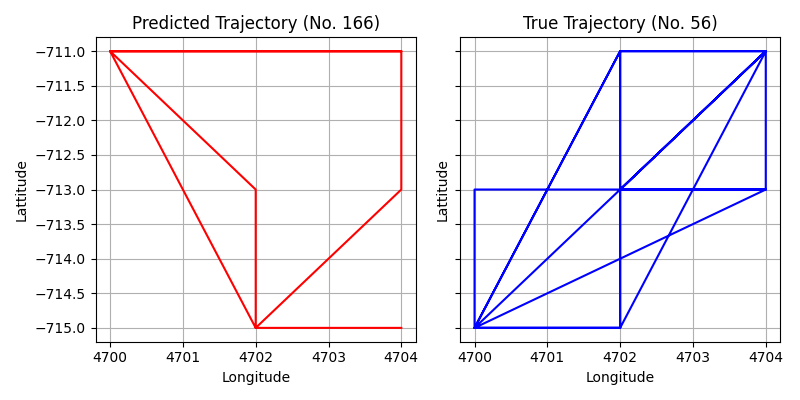 Predicted Trajectory (No. 166)
True Trajectory (No. 56)
Lattitude
−711.0
−711.5
−712.0
−712.5
−713.0
−713.5
−714.0
−714.5
−715.0
4700 4701 4702 4703 4704
Longitude
Lattitude
4700 4701 4702 4703 4704
Longitude